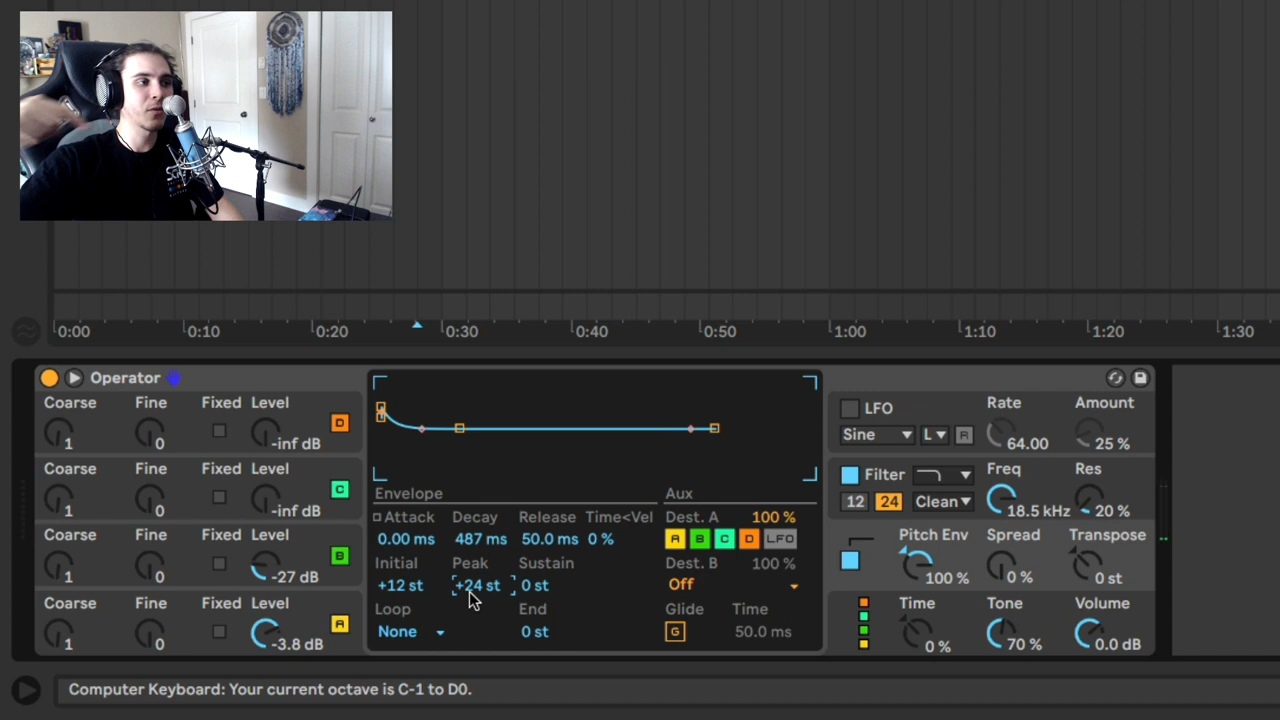 0:00 0:10 0:20 0:30 0:40 0:50 1:00 1:10 1:20 1:30
Operator
Coarse Fine Fixed Level
1 0 -inf dB D
Coarse Fine Fixed Level
1 0 -inf dB C
Coarse Fine Fixed Level
1 0 -27 dB B
Coarse Fine Fixed Level
1 0 -3.8 dB A
Envelope
Attack Decay Release Time<Vel
0.00 ms 487 ms 50.0 ms 0 %
Initial Peak Sustain
+12 st +24 st 0 st
Loop End
None 0 st
Aux
Dest. A 100 %
A B C D LFO
Dest. B 100 %
Off
Glide Time
G 50.0 ms
LFO Rate Amount
Sine L R 64.00 25 %
Filter Freq Res
12 24 Clean 18.5 kHz 20 %
Pitch Env Spread Transpose
100 % 0 % 0 st
Time Tone Volume
0 % 70 % 0.0 dB
Computer Keyboard: Your current octave is C-1 to D0.